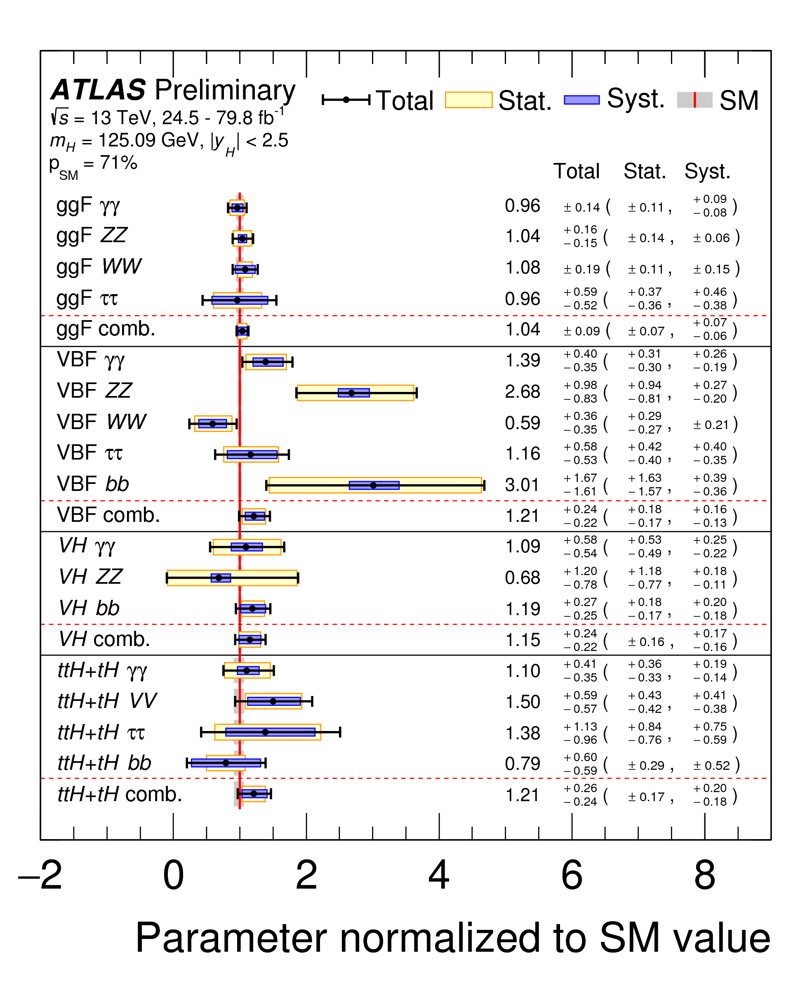 ATLAS Preliminary
Total Stat. Syst. SM
√s = 13 TeV, 24.5 - 79.8 fb⁻¹
m_H = 125.09 GeV, |y_H| < 2.5
p_SM = 71%
Total Stat. Syst.
ggF γγ 0.96 ± 0.14 ( ± 0.11 , + 0.09 − 0.08 )
ggF ZZ 1.04 + 0.16 − 0.15 ( ± 0.14 , ± 0.06 )
ggF WW 1.08 ± 0.19 ( ± 0.11 , ± 0.15 )
ggF ττ 0.96 + 0.59 − 0.52 ( + 0.37 − 0.36 , + 0.46 − 0.38 )
ggF comb. 1.04 ± 0.09 ( ± 0.07 , + 0.07 − 0.06 )
VBF γγ 1.39 + 0.40 − 0.35 ( + 0.31 − 0.30 , + 0.26 − 0.19 )
VBF ZZ 2.68 + 0.98 − 0.83 ( + 0.94 − 0.81 , + 0.27 − 0.20 )
VBF WW 0.59 + 0.36 − 0.35 ( + 0.29 − 0.27 , ± 0.21 )
VBF ττ 1.16 + 0.58 − 0.53 ( + 0.42 − 0.40 , + 0.40 − 0.35 )
VBF bb 3.01 + 1.67 − 1.61 ( + 1.63 − 1.57 , + 0.39 − 0.36 )
VBF comb. 1.21 + 0.24 − 0.22 ( + 0.18 − 0.17 , + 0.16 − 0.13 )
VH γγ 1.09 + 0.58 − 0.54 ( + 0.53 − 0.49 , + 0.25 − 0.22 )
VH ZZ 0.68 + 1.20 − 0.78 ( + 1.18 − 0.77 , + 0.18 − 0.11 )
VH bb 1.19 + 0.27 − 0.25 ( + 0.18 − 0.17 , + 0.20 − 0.18 )
VH comb. 1.15 + 0.24 − 0.22 ( ± 0.16 , + 0.17 − 0.16 )
ttH+tH γγ 1.10 + 0.41 − 0.35 ( + 0.36 − 0.33 , + 0.19 − 0.14 )
ttH+tH VV 1.50 + 0.59 − 0.57 ( + 0.43 − 0.42 , + 0.41 − 0.38 )
ttH+tH ττ 1.38 + 1.13 − 0.96 ( + 0.84 − 0.76 , + 0.75 − 0.59 )
ttH+tH bb 0.79 + 0.60 − 0.59 ( ± 0.29 , ± 0.52 )
ttH+tH comb. 1.21 + 0.26 − 0.24 ( ± 0.17 , + 0.20 − 0.18 )
−2 0 2 4 6 8
Parameter normalized to SM value